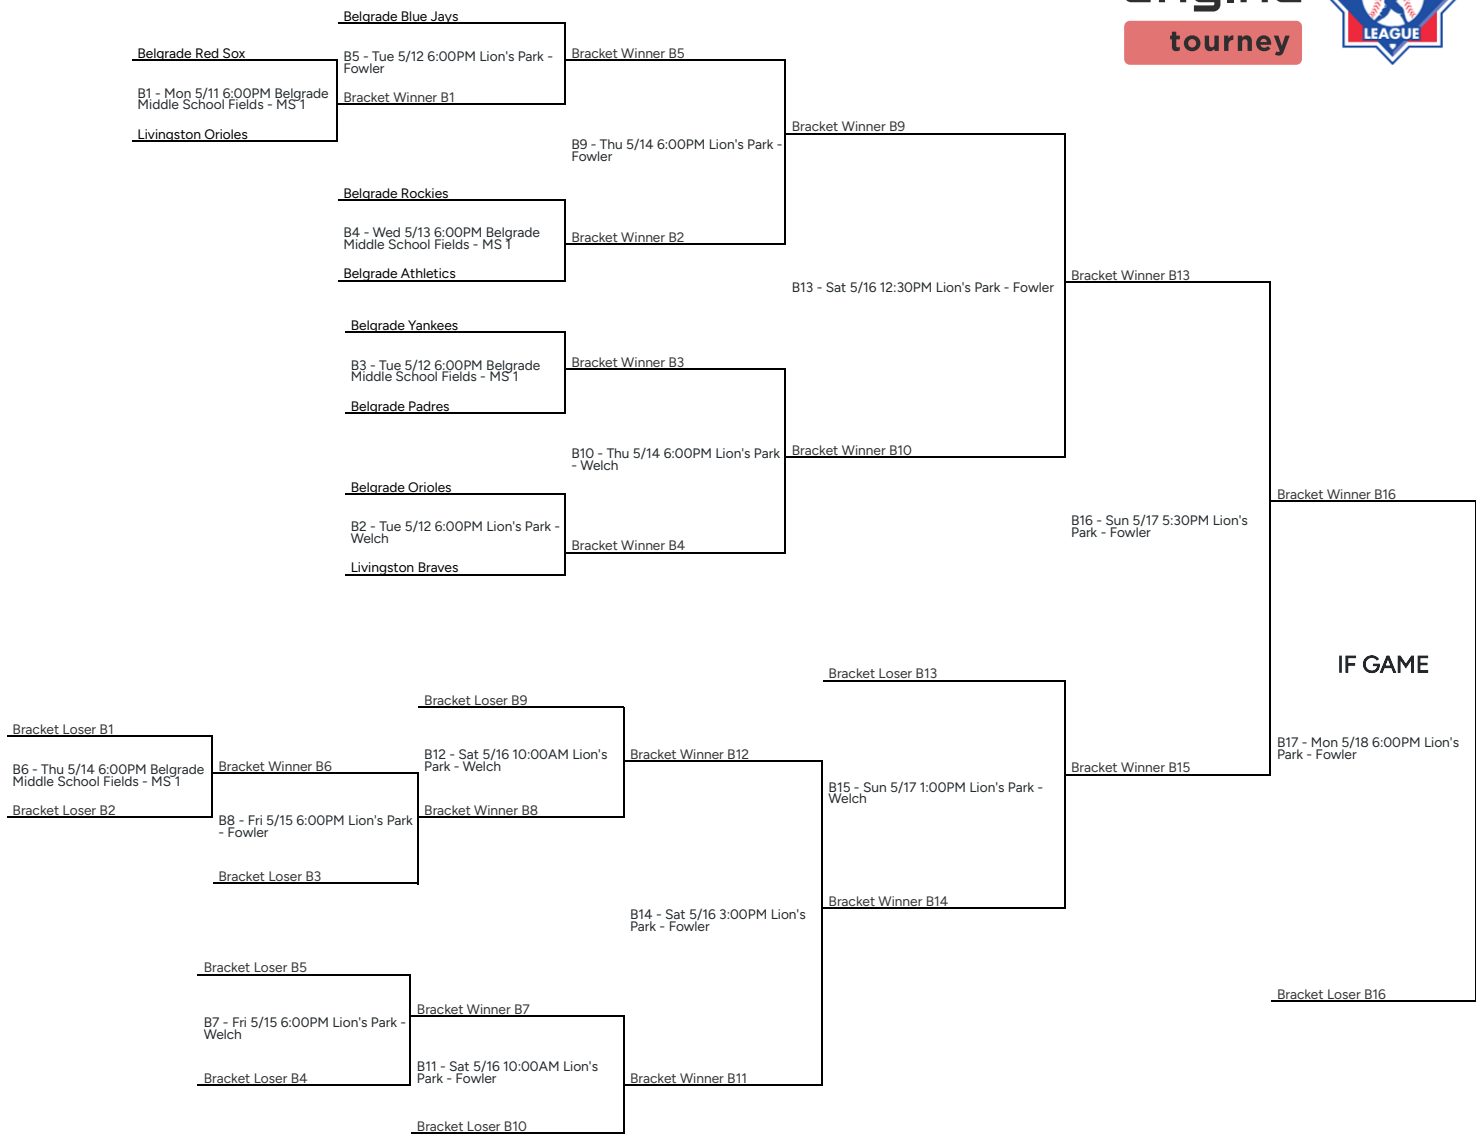 tourney
LEAGUE
Belgrade Blue Jays
Belgrade Red Sox
B5 - Tue 5/12 6:00PM Lion's Park -
Fowler
Bracket Winner B5
B1 - Mon 5/11 6:00PM Belgrade
Middle School Fields - MS 1
Bracket Winner B1
Livingston Orioles
Bracket Winner B9
B9 - Thu 5/14 6:00PM Lion's Park -
Fowler
Belgrade Rockies
B4 - Wed 5/13 6:00PM Belgrade
Middle School Fields - MS 1
Bracket Winner B2
Belgrade Athletics
B13 - Sat 5/16 12:30PM Lion's Park - Fowler
Bracket Winner B13
Belgrade Yankees
B3 - Tue 5/12 6:00PM Belgrade
Middle School Fields - MS 1
Bracket Winner B3
Belgrade Padres
B10 - Thu 5/14 6:00PM Lion's Park
- Welch
Bracket Winner B10
Belgrade Orioles
B2 - Tue 5/12 6:00PM Lion's Park -
Welch
Bracket Winner B4
Livingston Braves
Bracket Winner B16
B16 - Sun 5/17 5:30PM Lion's
Park - Fowler
IF GAME
Bracket Loser B13
Bracket Loser B9
Bracket Loser B1
B6 - Thu 5/14 6:00PM Belgrade
Middle School Fields - MS 1
Bracket Loser B2
Bracket Winner B6
B12 - Sat 5/16 10:00AM Lion's
Park - Welch
Bracket Winner B12
B17 - Mon 5/18 6:00PM Lion's
Park - Fowler
Bracket Winner B15
B15 - Sun 5/17 1:00PM Lion's Park -
Welch
B8 - Fri 5/15 6:00PM Lion's Park
- Fowler
Bracket Winner B8
Bracket Loser B3
Bracket Winner B14
B14 - Sat 5/16 3:00PM Lion's
Park - Fowler
Bracket Loser B5
B7 - Fri 5/15 6:00PM Lion's Park -
Welch
Bracket Loser B4
Bracket Winner B7
B11 - Sat 5/16 10:00AM Lion's
Park - Fowler
Bracket Winner B11
Bracket Loser B10
Bracket Loser B16